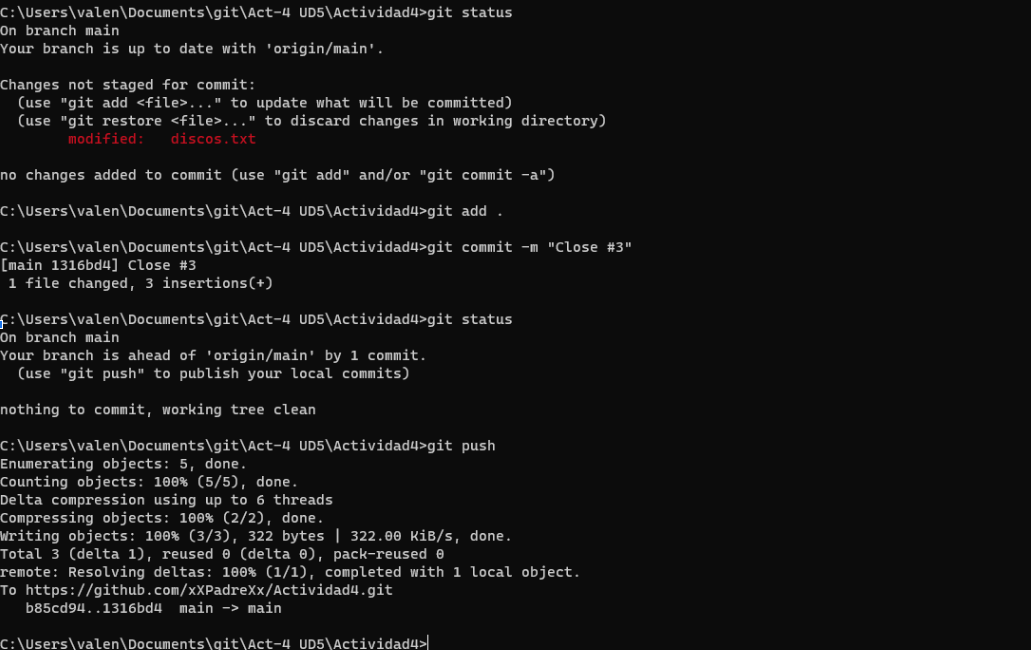 C:\Users\valen\Documents\git\Act-4 UD5\Actividad4>git status
On branch main
Your branch is up to date with 'origin/main'.
Changes not staged for commit:
  (use "git add <file>..." to update what will be committed)
  (use "git restore <file>..." to discard changes in working directory)
        modified:   discos.txt
no changes added to commit (use "git add" and/or "git commit -a")
C:\Users\valen\Documents\git\Act-4 UD5\Actividad4>git add .
C:\Users\valen\Documents\git\Act-4 UD5\Actividad4>git commit -m "Close #3"
[main 1316bd4] Close #3
 1 file changed, 3 insertions(+)
C:\Users\valen\Documents\git\Act-4 UD5\Actividad4>git status
On branch main
Your branch is ahead of 'origin/main' by 1 commit.
  (use "git push" to publish your local commits)
nothing to commit, working tree clean
C:\Users\valen\Documents\git\Act-4 UD5\Actividad4>git push
Enumerating objects: 5, done.
Counting objects: 100% (5/5), done.
Delta compression using up to 6 threads
Compressing objects: 100% (2/2), done.
Writing objects: 100% (3/3), 322 bytes | 322.00 KiB/s, done.
Total 3 (delta 1), reused 0 (delta 0), pack-reused 0
remote: Resolving deltas: 100% (1/1), completed with 1 local object.
To https://github.com/xXPadreXx/Actividad4.git
   b85cd94..1316bd4  main -> main
C:\Users\valen\Documents\git\Act-4 UD5\Actividad4>